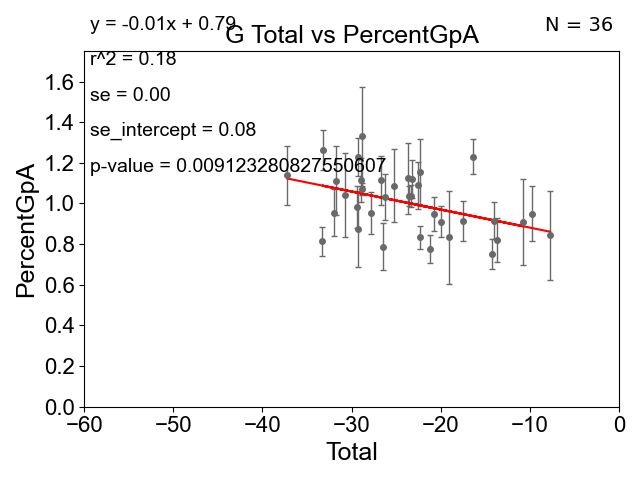 y = -0.01x + 0.79
N = 36
G Total vs PercentGpA
r^2 = 0.18
se = 0.00
se_intercept = 0.08
p-value = 0.009123280827550607
PercentGpA
1.6
1.4
1.2
1.0
0.8
0.6
0.4
0.2
0.0
−60 −50 −40 −30 −20 −10 0
Total